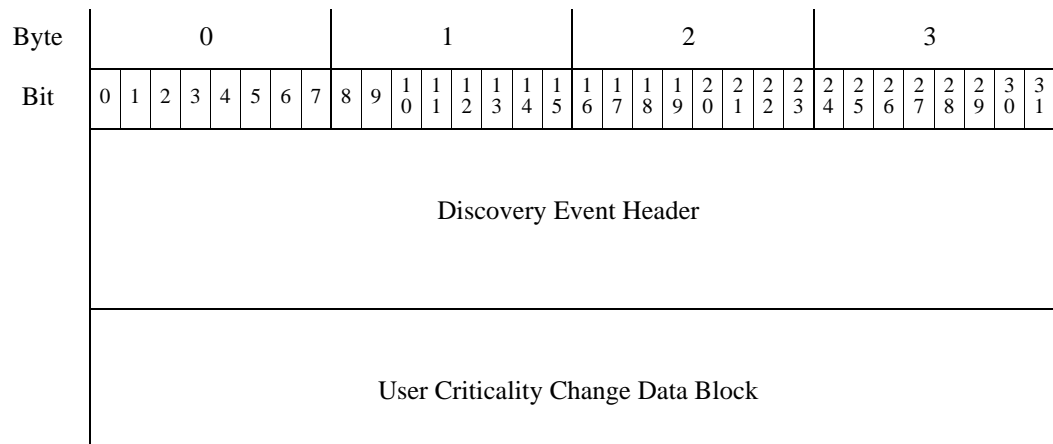 Byte 0 1 2 3
Bit 0 1 2 3 4 5 6 7 8 9 10 11 12 13 14 15 16 17 18 19 20 21 22 23 24 25 26 27 28 29 30 31
Discovery Event Header
User Criticality Change Data Block